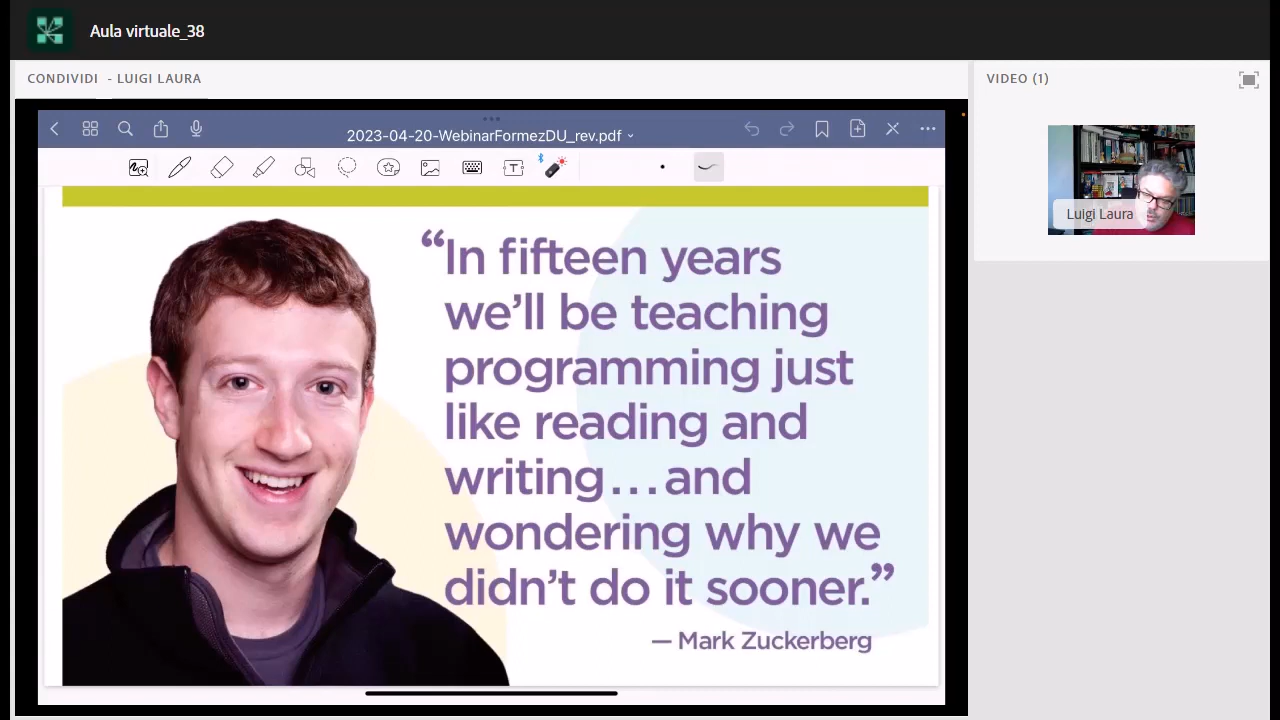 Aula virtuale_38
CONDIVIDI - LUIGI LAURA
VIDEO (1)
2023-04-20-WebinarFormezDU_rev.pdf
T
Luigi Laura
“In fifteen years
we’ll be teaching
programming just
like reading and
writing...and
wondering why we
didn’t do it sooner.”
— Mark Zuckerberg